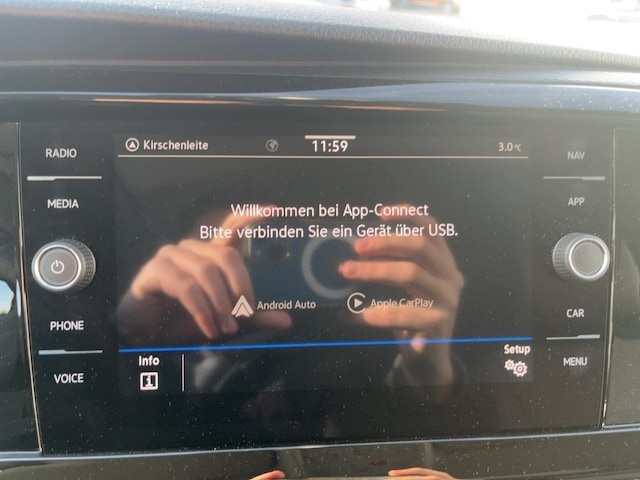 RADIO
MEDIA
PHONE
VOICE
Kirschenleite
11:59
3.0 °C
Willkommen bei App-Connect
Bitte verbinden Sie ein Gerät über USB.
Android Auto
Apple CarPlay
Info
Setup
NAV
APP
CAR
MENU